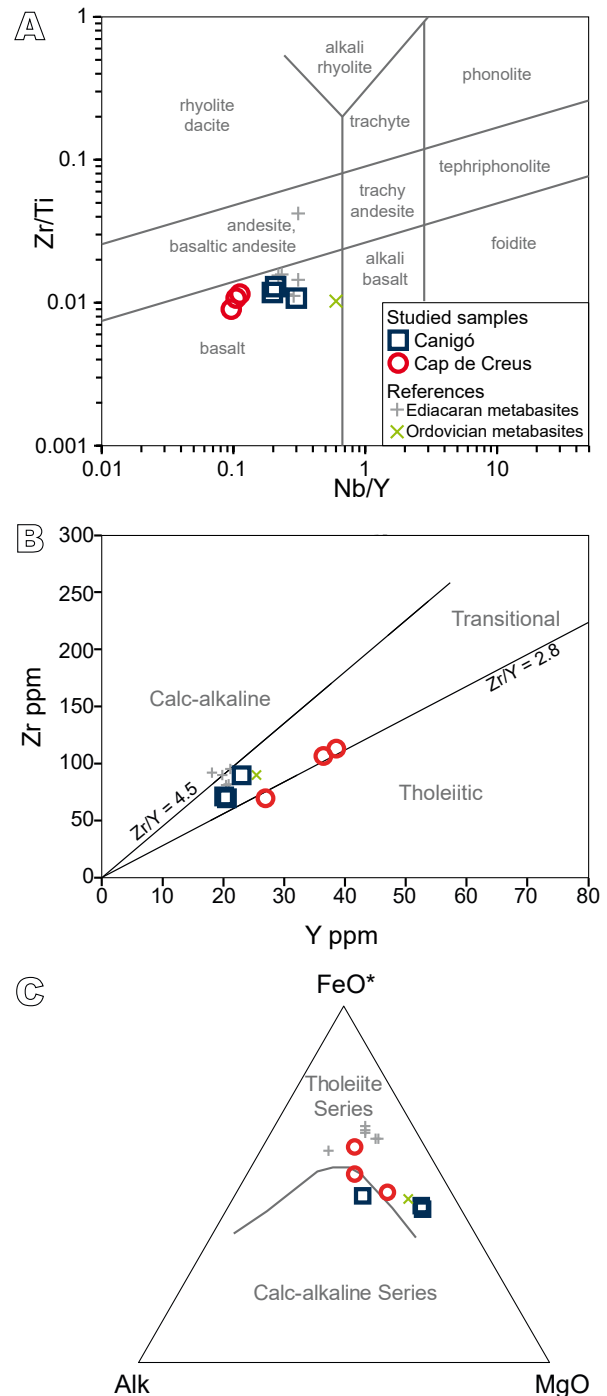 A
1
0.1
0.01
0.001
Zr/Ti
alkali
rhyolite
phonolite
rhyolite
dacite
trachyte
tephriphonolite
trachy
andesite
andesite,
basaltic andesite
foidite
alkali
basalt
basalt
Studied samples
Canigó
Cap de Creus
References
Ediacaran metabasites
Ordovician metabasites
0.01
0.1
1
10
Nb/Y
B
300
250
200
150
100
50
0
Zr ppm
Transitional
Zr/Y = 2.8
Calc-alkaline
Zr/Y = 4.5
Tholeiitic
0
10
20
30
40
50
60
70
80
Y ppm
C
FeO*
Tholeiite
Series
Calc-alkaline Series
Alk
MgO